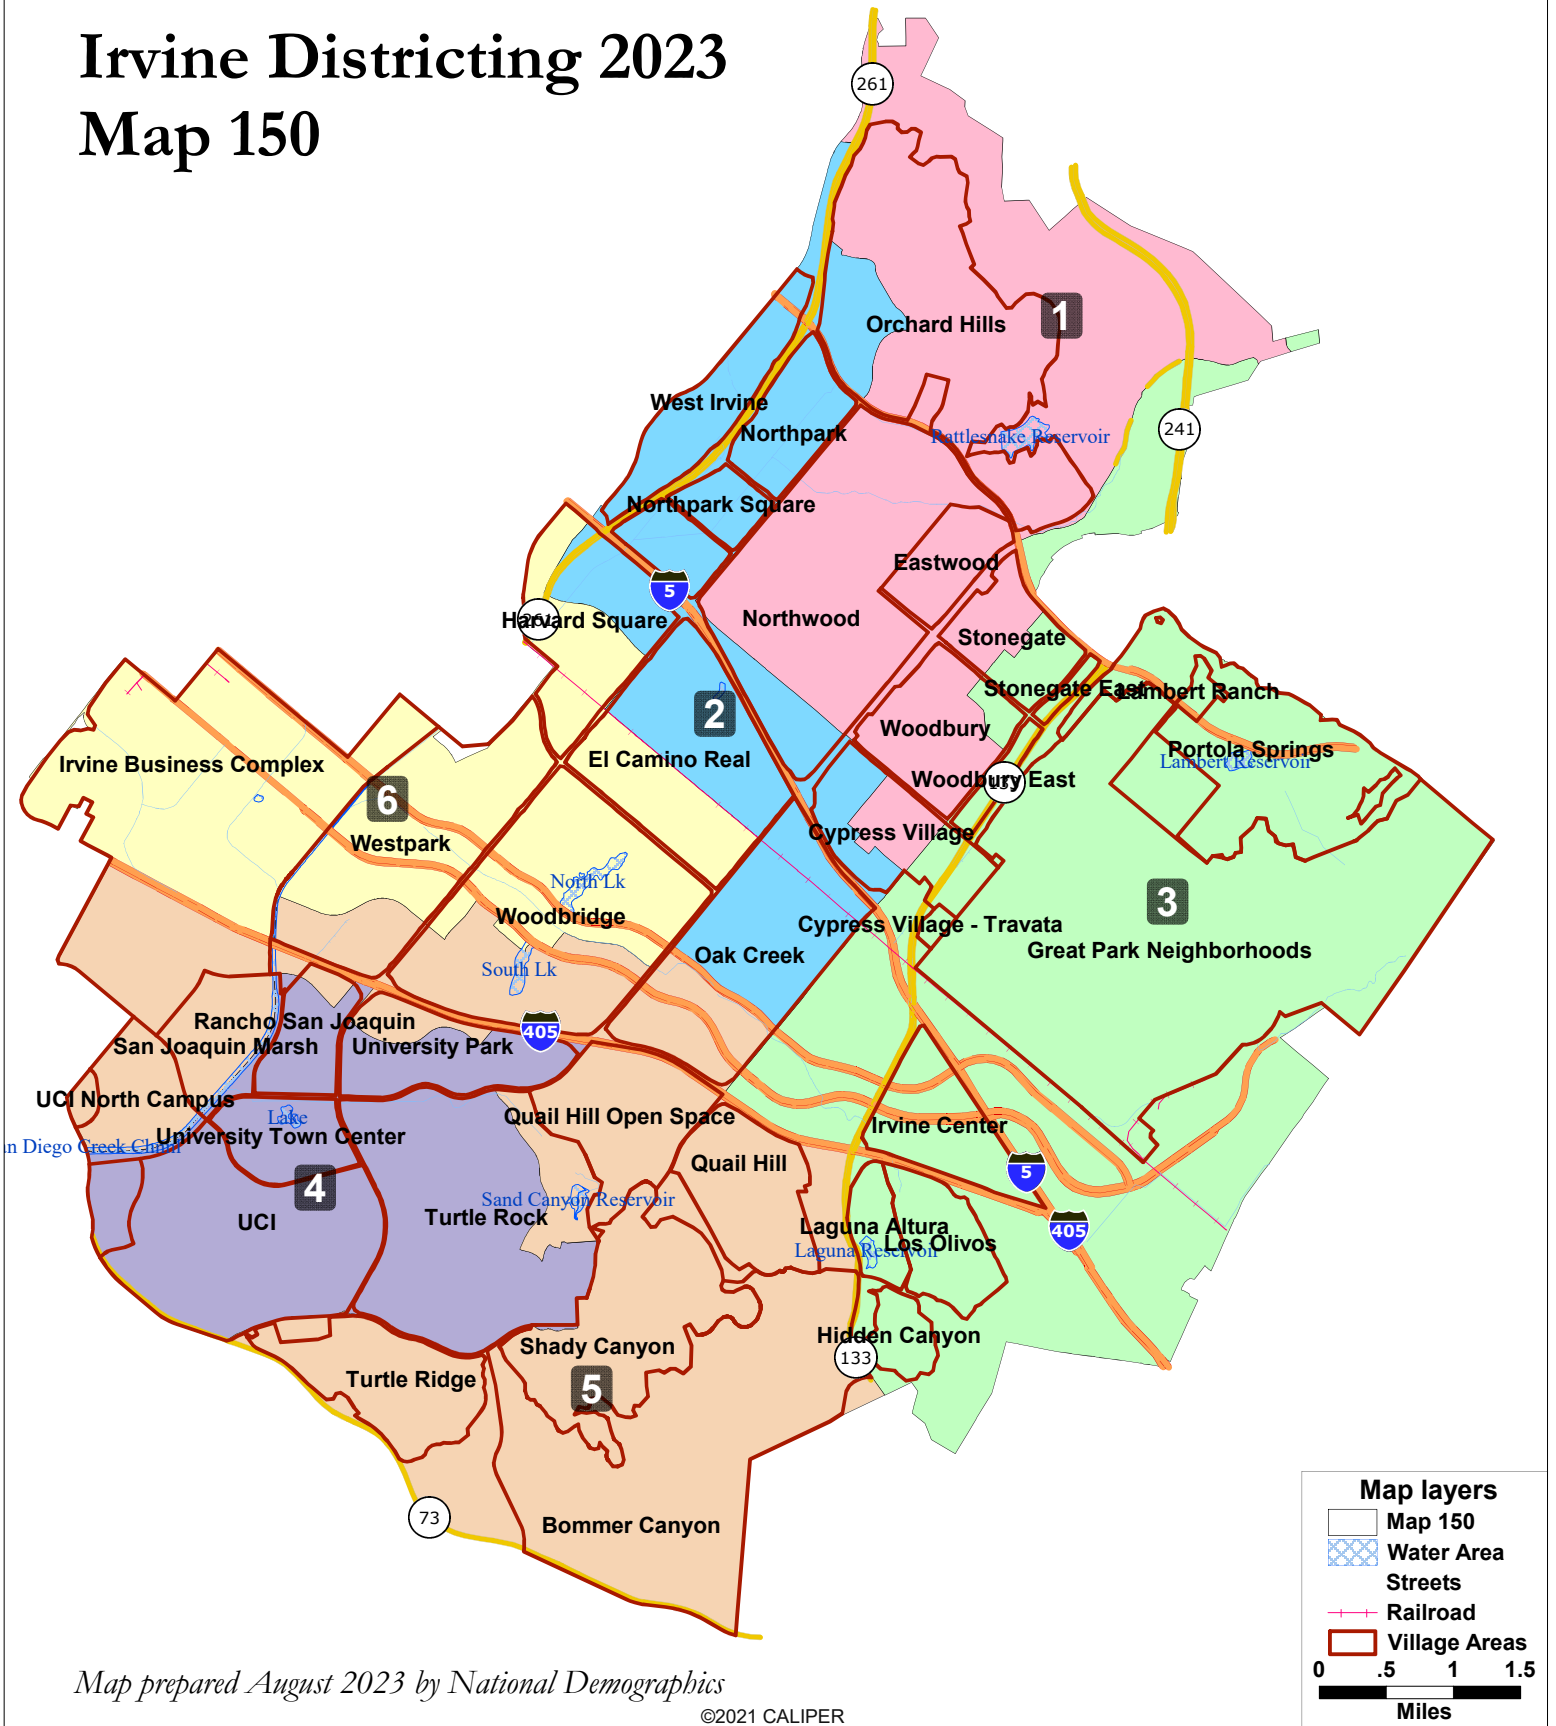 Irvine Districting 2023
Map 150
261
Orchard Hills
1
West Irvine
Northpark
Rattlesnake Reservoir
241
Northpark Square
Eastwood
5
Harvard Square
Northwood
Stonegate
Stonegate East
Lambert Ranch
2
Woodbury
Portola Springs
Lambert Reservoir
El Camino Real
Irvine Business Complex
Woodbury East
6
Westpark
Cypress Village
North Lk
3
Woodbridge
Cypress Village - Travata
Great Park Neighborhoods
Oak Creek
South Lk
Rancho San Joaquin
405
San Joaquin Marsh
University Park
UCI North Campus
Lake
Quail Hill Open Space
Irvine Center
University Town Center
an Diego Creek Chnnl
Quail Hill
5
4
Sand Canyon Reservoir
UCI
Turtle Rock
Laguna Altura
405
Los Olivos
Laguna Reservoir
Hidden Canyon
Shady Canyon
133
Turtle Ridge
5
73
Bommer Canyon
Map layers
Map 150
Water Area
Streets
Railroad
Village Areas
0 .5 1 1.5
Miles
Map prepared August 2023 by National Demographics
©2021 CALIPER